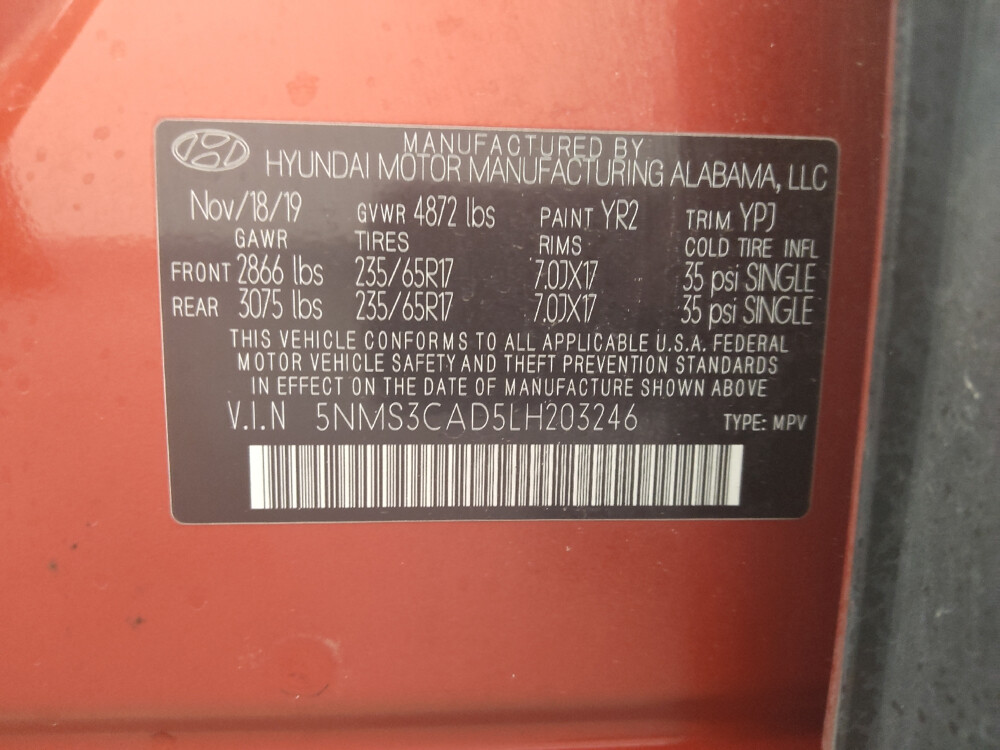 MANUFACTURED BY
HYUNDAI MOTOR MANUFACTURING ALABAMA, LLC
Nov/18/19 GVWR 4872 lbs PAINT YR2 TRIM YPJ
GAWR TIRES RIMS COLD TIRE INFL
FRONT 2866 lbs 235/65R17 7.0JX17 35 psi SINGLE
REAR 3075 lbs 235/65R17 7.0JX17 35 psi SINGLE
THIS VEHICLE CONFORMS TO ALL APPLICABLE U.S.A. FEDERAL
MOTOR VEHICLE SAFETY AND THEFT PREVENTION STANDARDS
IN EFFECT ON THE DATE OF MANUFACTURE SHOWN ABOVE
V.I.N 5NMS3CAD5LH203246 TYPE: MPV